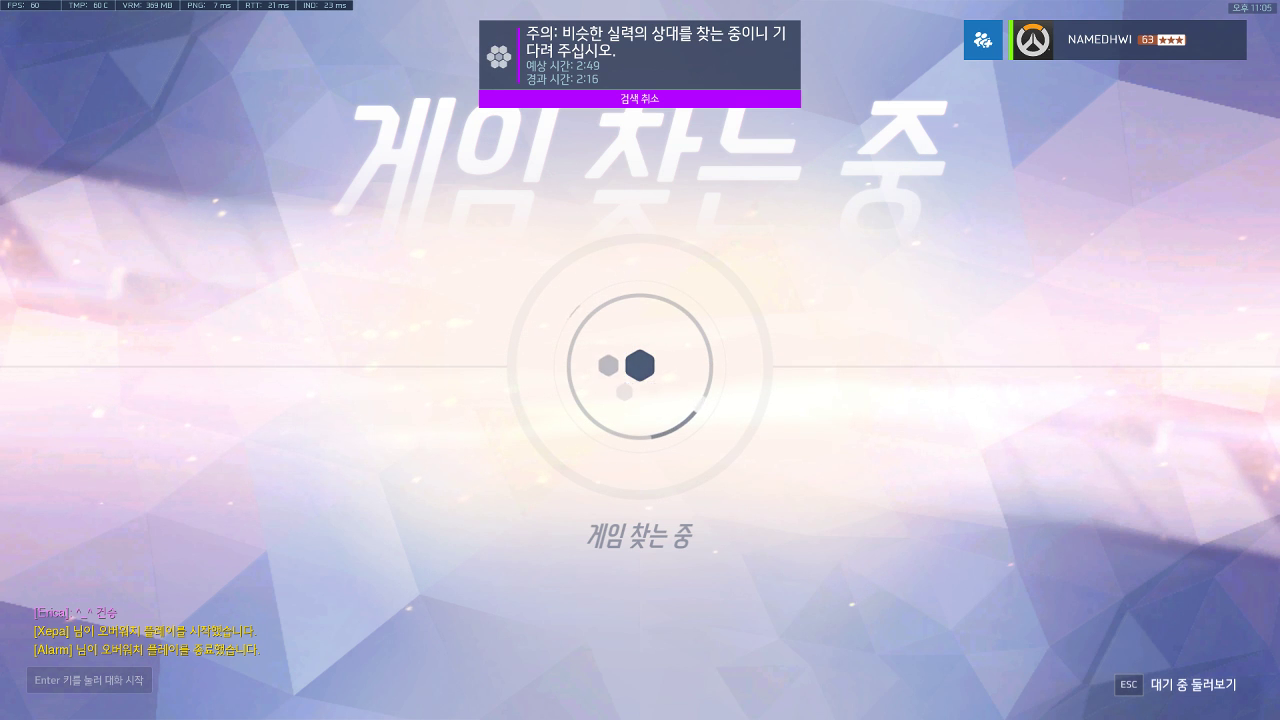 FPS: 60 TMP: 60 C VRM: 369 MB PNG: 7 ms RTT: 21 ms IND: 23 ms
오후 11:05
주의: 비슷한 실력의 상대를 찾는 중이니 기
다려 주십시오.
예상 시간: 2:49
경과 시간: 2:16
검색 취소
NAMEDHWI 63
게임 찾는 중
게임 찾는 중
[Erica]: ^_^ 건승
[Xepa] 님이 오버워치 플레이를 시작했습니다.
[Alarm] 님이 오버워치 플레이를 종료했습니다.
Enter 키를 눌러 대화 시작
ESC 대기 중 둘러보기